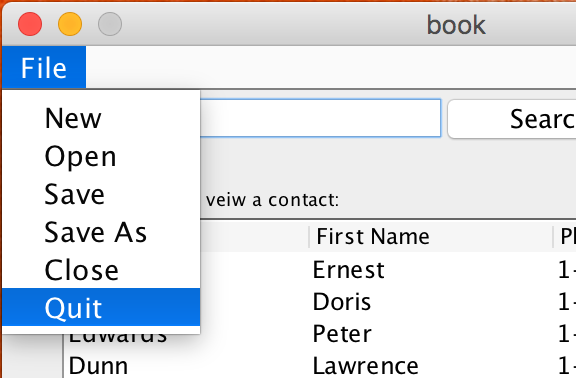 book
File
New
Open
Save
Save As
Close
Quit
Searc
veiw a contact:
First Name
Ernest
1-
Doris
1-
Edwards Peter
1-
Dunn Lawrence
1-